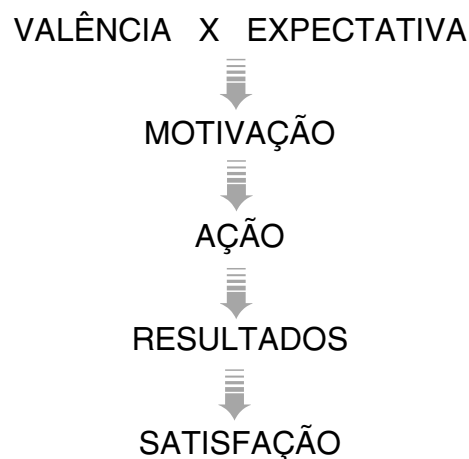 VALÊNCIA X EXPECTATIVA
MOTIVAÇÃO
AÇÃO
RESULTADOS
SATISFAÇÃO